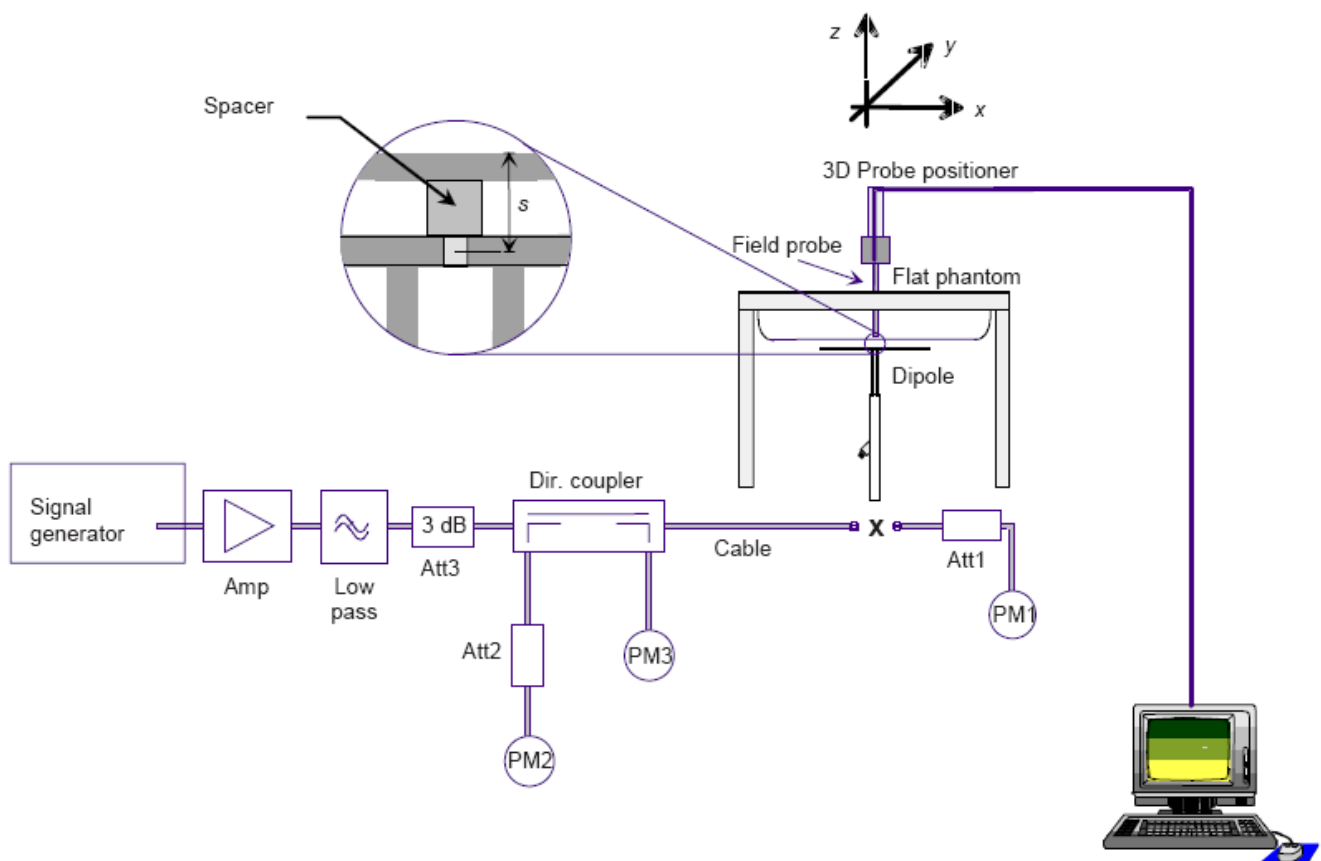 z
y
x
Spacer
s
3D Probe positioner
Field probe
Flat phantom
Dipole
Signal
generator
Amp
Low
pass
3 dB
Att3
Dir. coupler
Cable
X
Att1
PM1
Att2
PM3
PM2